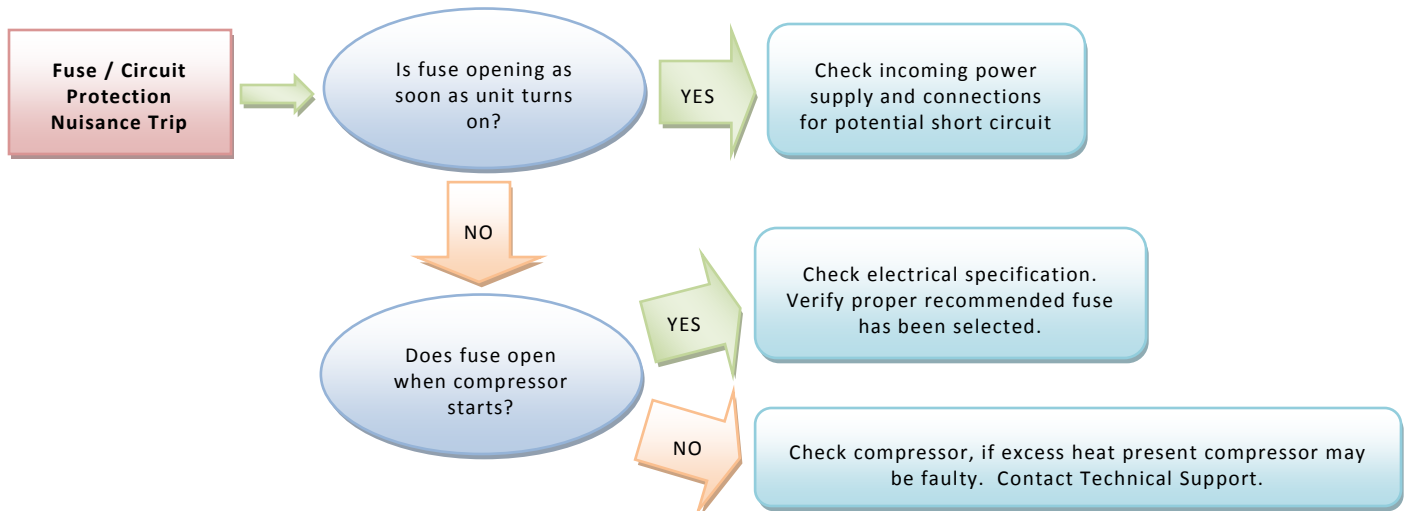 Fuse / Circuit
Protection
Nuisance Trip
Is fuse opening as
soon as unit turns
on?
YES
Check incoming power
supply and connections
for potential short circuit
NO
Does fuse open
when compressor
starts?
YES
Check electrical specification.
Verify proper recommended fuse
has been selected.
NO
Check compressor, if excess heat present compressor may
be faulty.  Contact Technical Support.